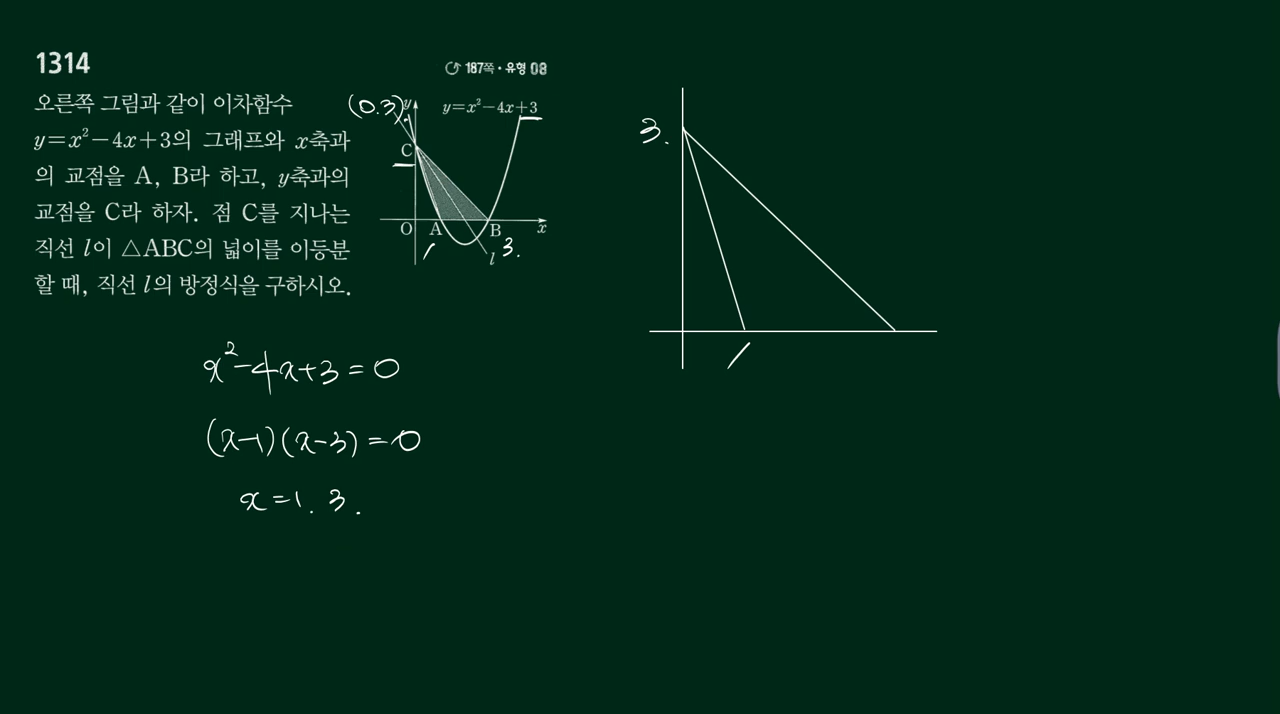 1314
187쪽 · 유형 08
오른쪽 그림과 같이 이차함수
y=x²-4x+3의 그래프와 x축과
의 교점을 A, B라 하고, y축과의
교점을 C라 하자. 점 C를 지나는
직선 l이 △ABC의 넓이를 이등분
할 때, 직선 l의 방정식을 구하시오.
(0.3)
y
y=x²-4x+3
C
O A B x
1 3.
l
x²-4x+3=0
(x-1)(x-3)=0
x=1. 3.
3.
1